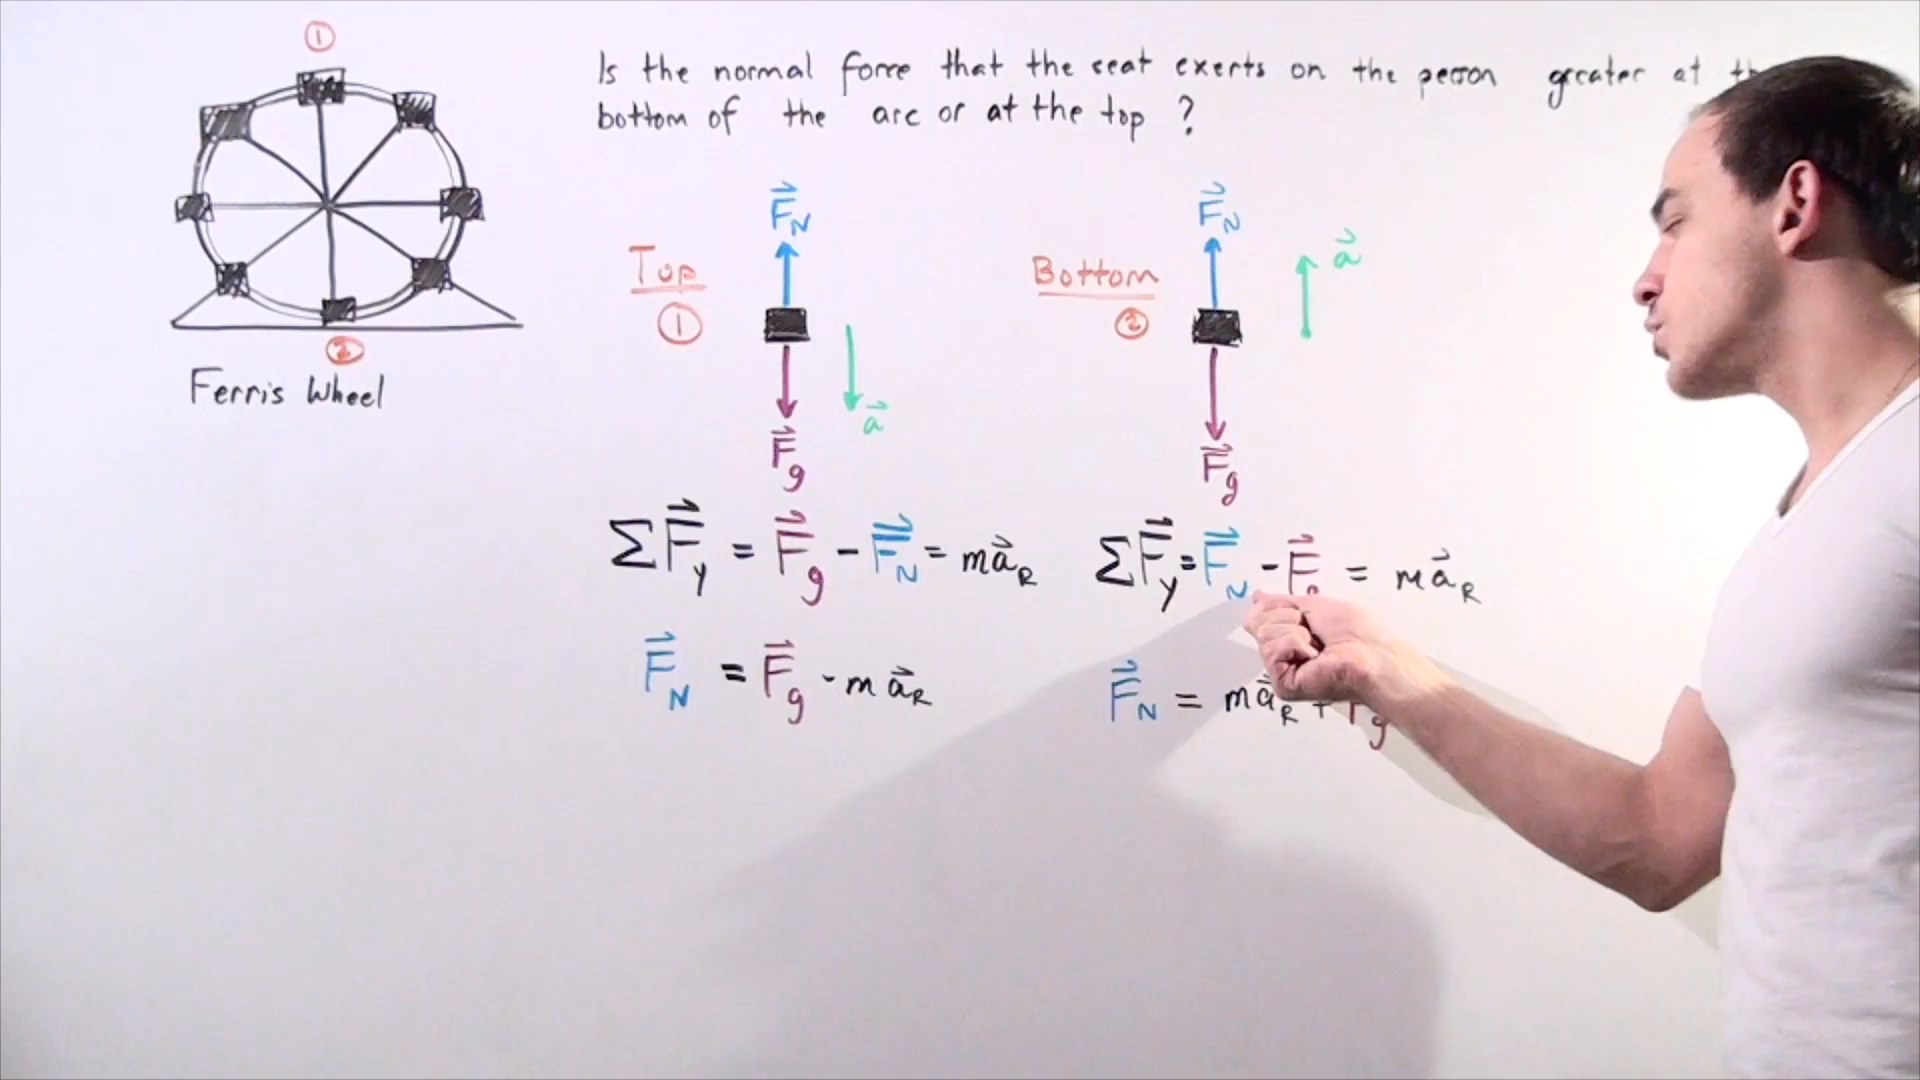 ①
Is the normal force that the seat exerts on the person greater at
bottom of the arc or at the top ?
F⃗N
F⃗N
Top
①
a⃗
Bottom
②
a⃗
F⃗g
F⃗g
②
Ferris Wheel
ΣF⃗y = F⃗g - F⃗N = ma⃗R
ΣF⃗y = F⃗N - F⃗ = ma⃗R
F⃗N = F⃗g - ma⃗R
F⃗N = ma⃗R + F⃗g